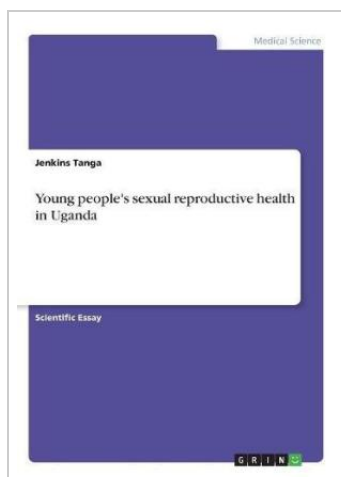 Medical Science
Jenkins Tanga
Young people's sexual reproductive health
in Uganda
Scientific Essay
GRIN